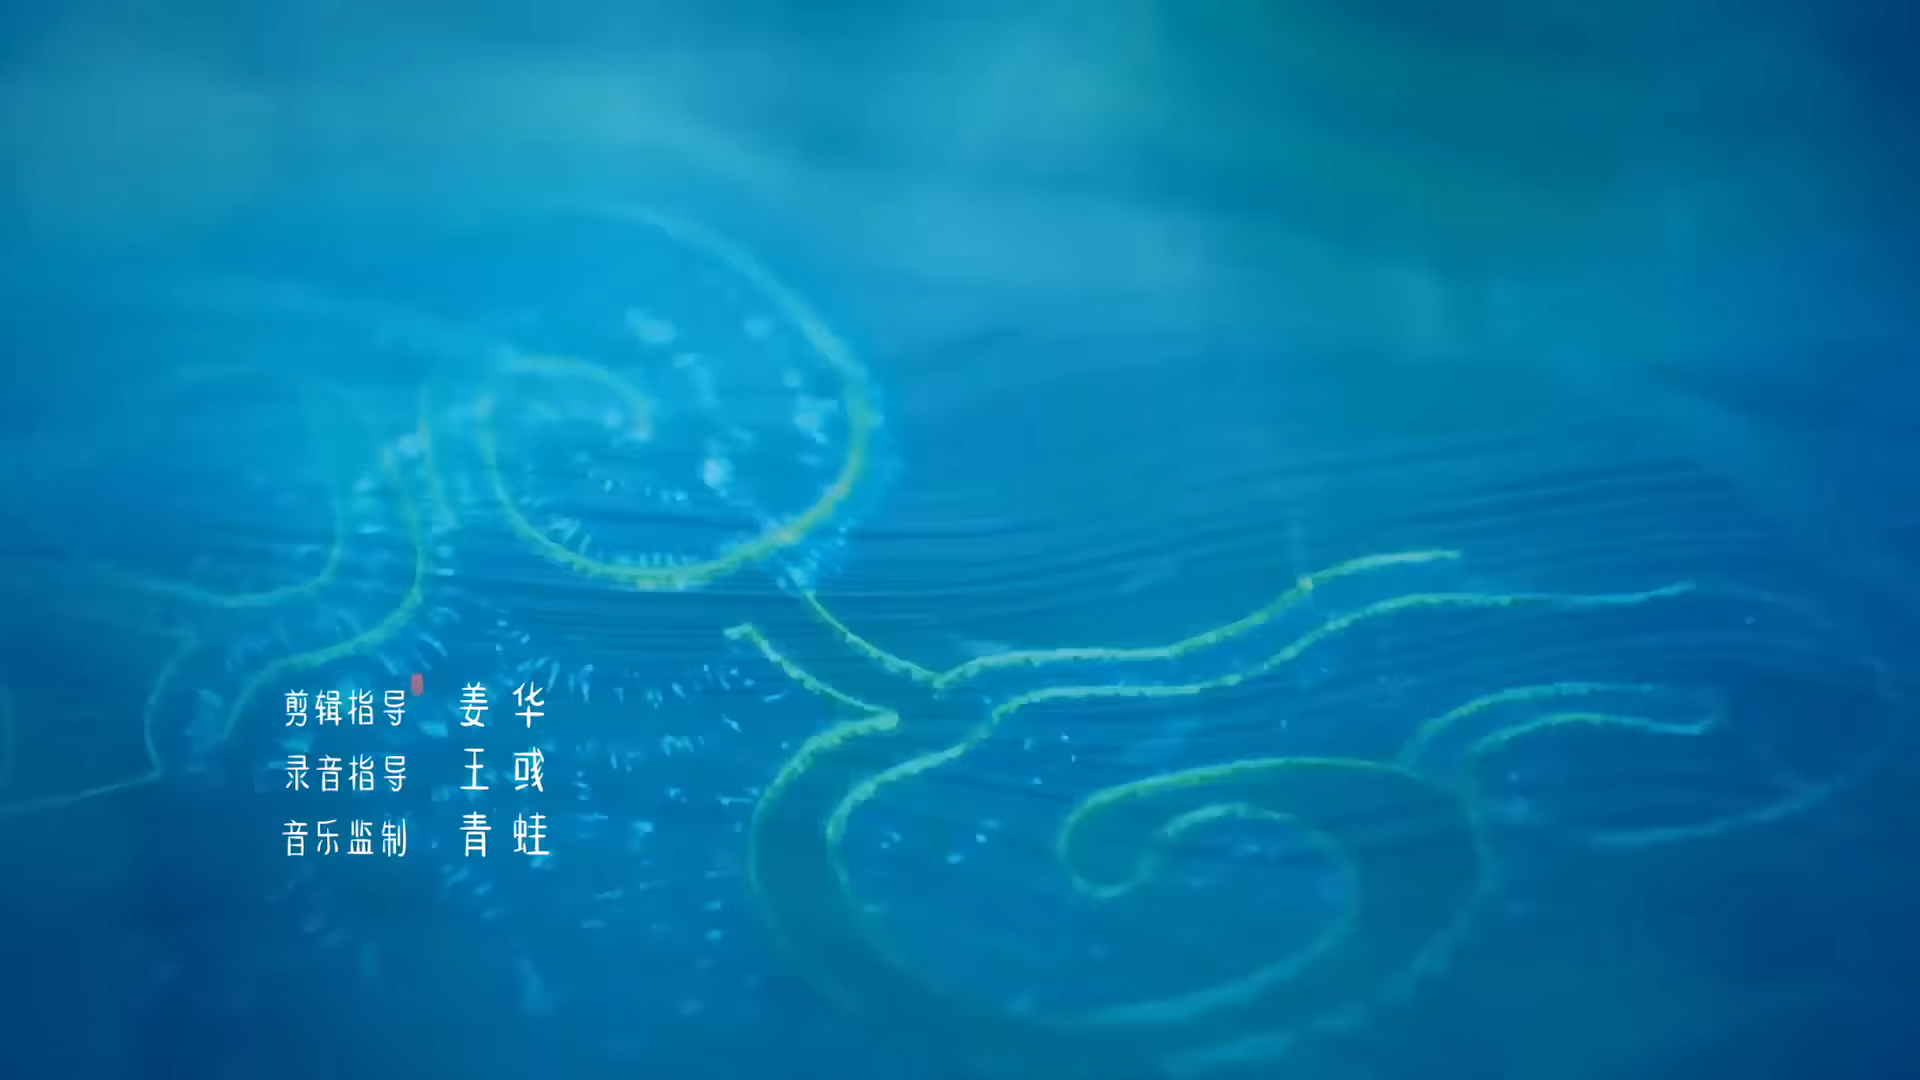 剪辑指导 姜华
录音指导 王彧
音乐监制 青蛙